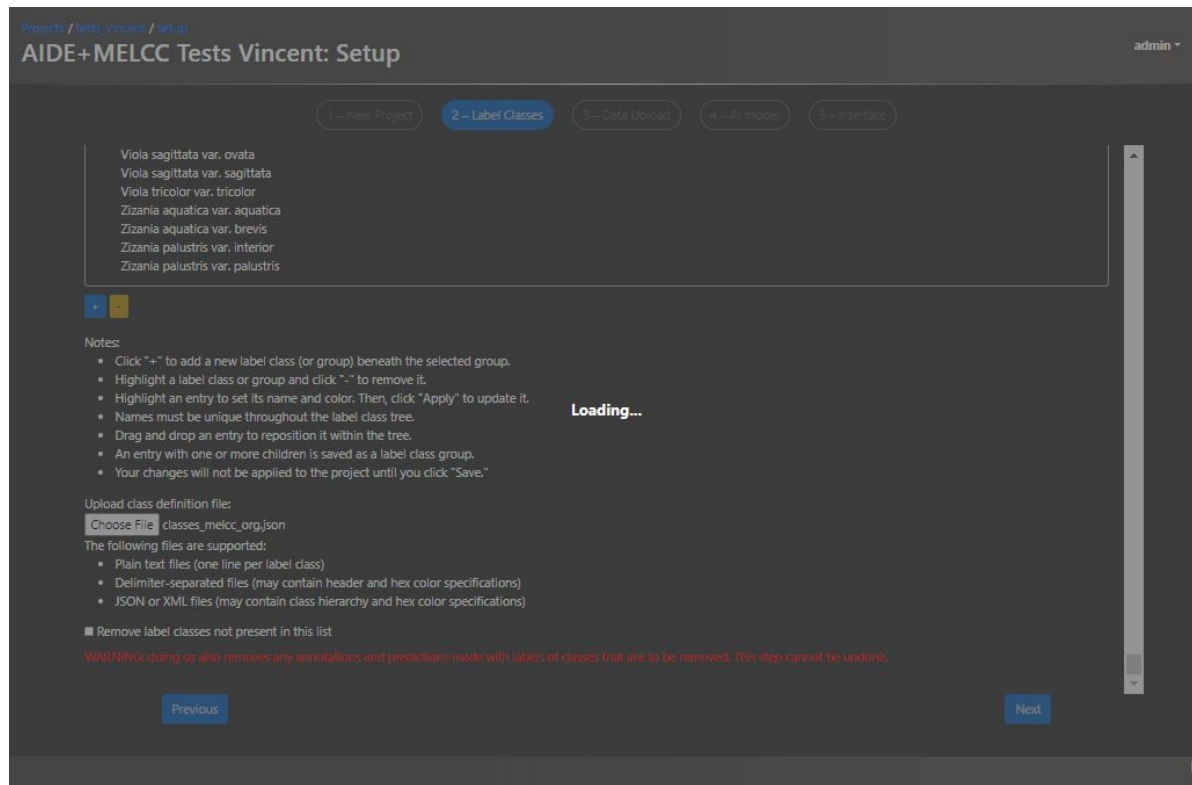 Projects / tests_vincent / setup
AIDE+MELCC Tests Vincent: Setup
admin
1 – New Project
2 – Label Classes
3 – Data Upload
4 – AI model
5 – Interface
Viola sagittata var. ovata
Viola sagittata var. sagittata
Viola tricolor var. tricolor
Zizania aquatica var. aquatica
Zizania aquatica var. brevis
Zizania palustris var. interior
Zizania palustris var. palustris
+ -
Notes:
Click "+" to add a new label class (or group) beneath the selected group.
Highlight a label class or group and click "-" to remove it.
Highlight an entry to set its name and color. Then, click "Apply" to update it.
Names must be unique throughout the label class tree.
Drag and drop an entry to reposition it within the tree.
An entry with one or more children is saved as a label class group.
Your changes will not be applied to the project until you click "Save."
Loading...
Upload class definition file:
Choose File classes_melcc_org.json
The following files are supported:
Plain text files (one line per label class)
Delimiter-separated files (may contain header and hex color specifications)
JSON or XML files (may contain class hierarchy and hex color specifications)
Remove label classes not present in this list
WARNING: doing so also removes any annotations and predictions made with labels of classes that are to be removed. This step cannot be undone.
Previous
Next